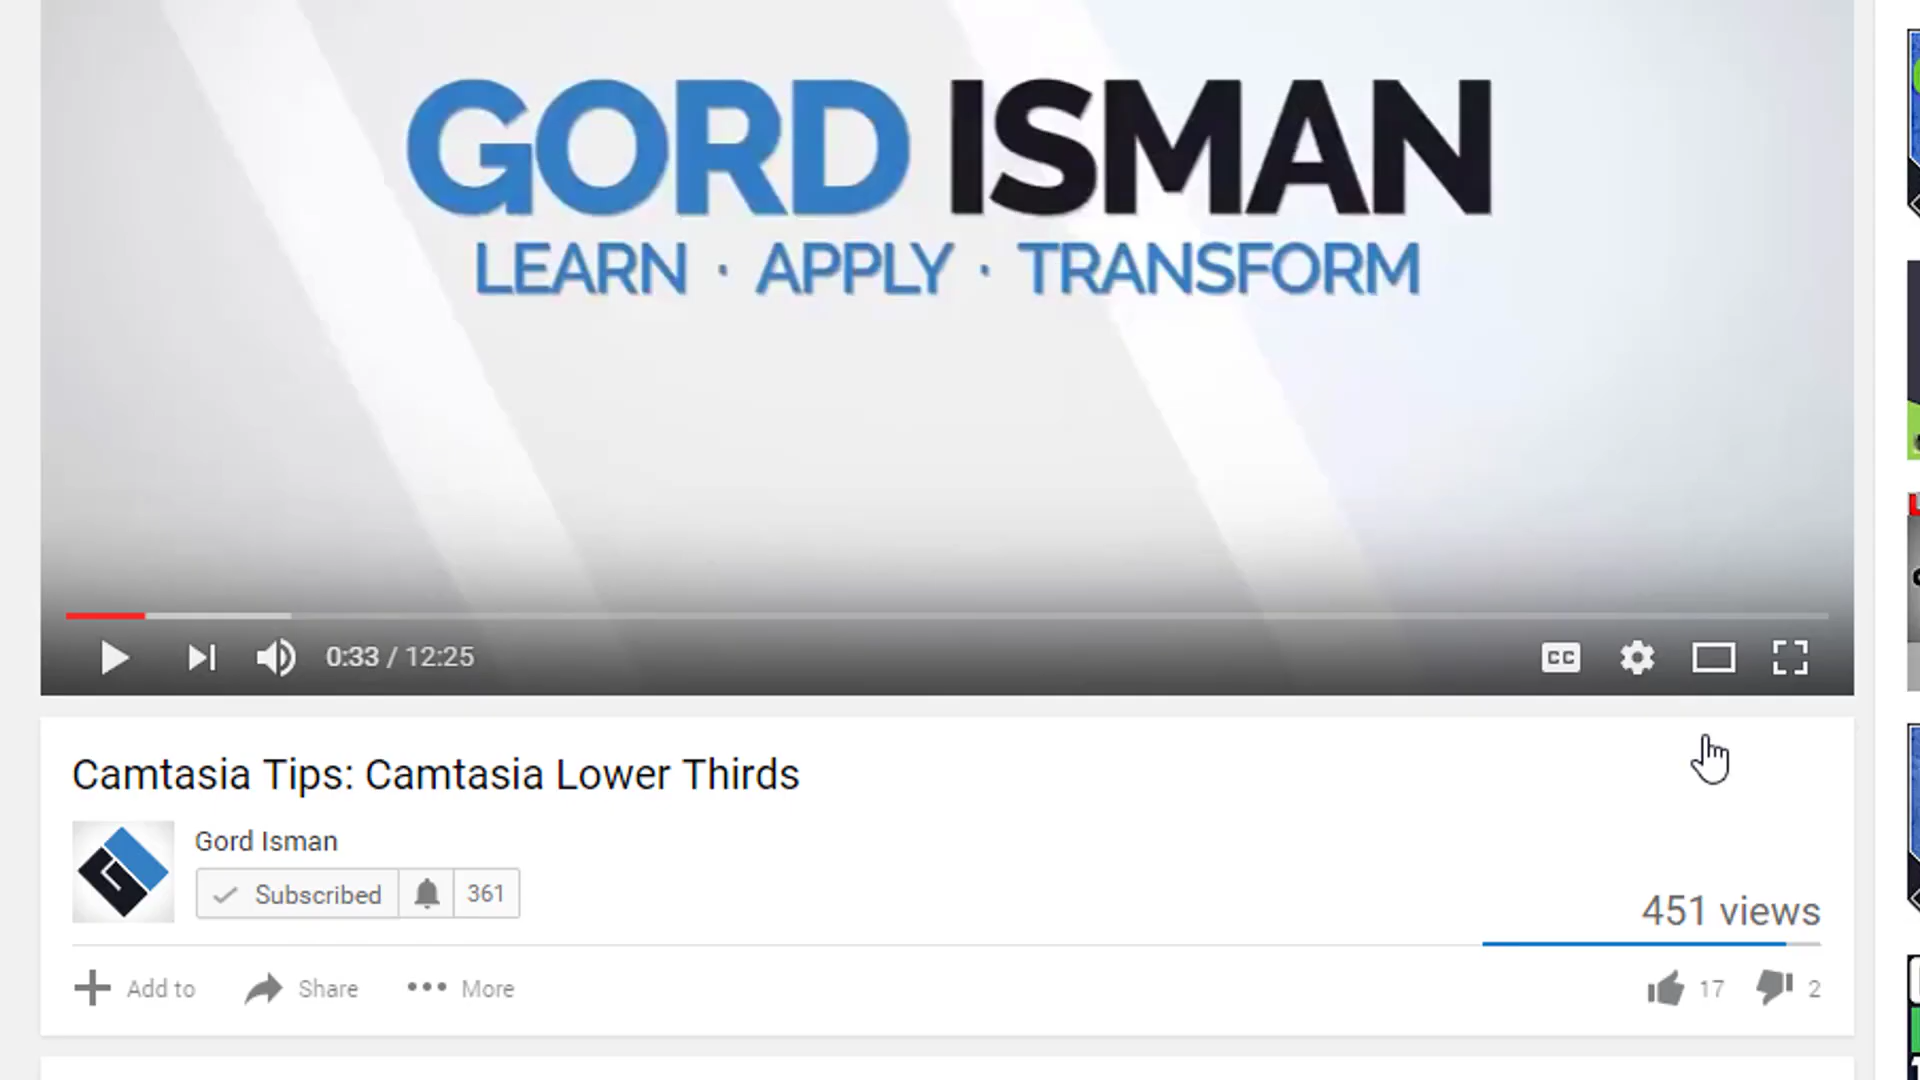 GORD ISMAN
LEARN · APPLY · TRANSFORM
0:33 / 12:25
CC
Camtasia Tips: Camtasia Lower Thirds
Gord Isman
Subscribed 361
451 views
Add to Share More 17 2